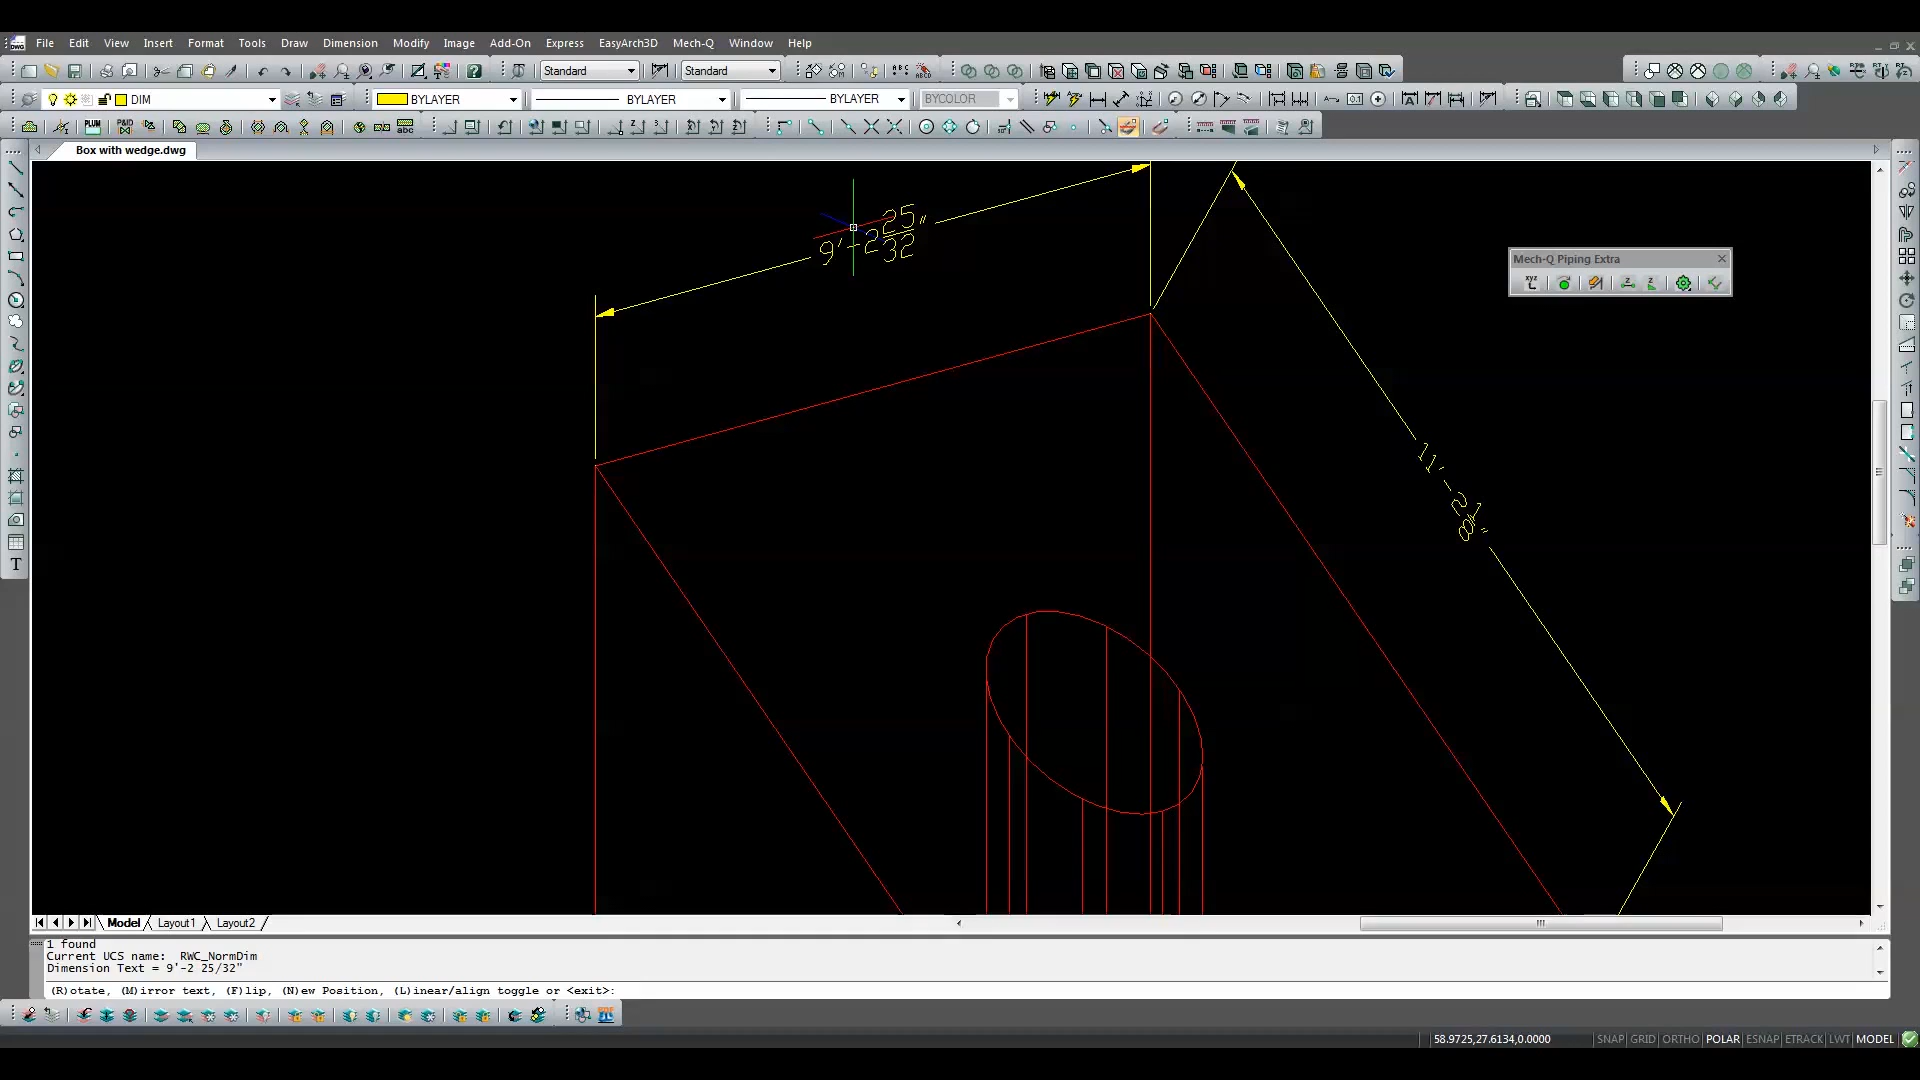 File Edit View Insert Format Tools Draw Dimension Modify Image Add-On Express EasyArch3D Mech-Q Window Help
Standard Standard
DIM BYLAYER BYLAYER BYLAYER BYCOLOR
PLUM P&ID abc
Box with wedge.dwg
9'-2 25/32"
Mech-Q Piping Extra
xyz
11'-2 1/8"
Model Layout1 Layout2
1 found
Current UCS name:  RWC_NormDim
Dimension Text = 9'-2 25/32"
(R)otate, (M)irror text, (F)lip, (N)ew Position, (L)inear/align toggle or <exit>:
58.9725,27.6134,0.0000 SNAP GRID ORTHO POLAR ESNAP ETRACK LWT MODEL